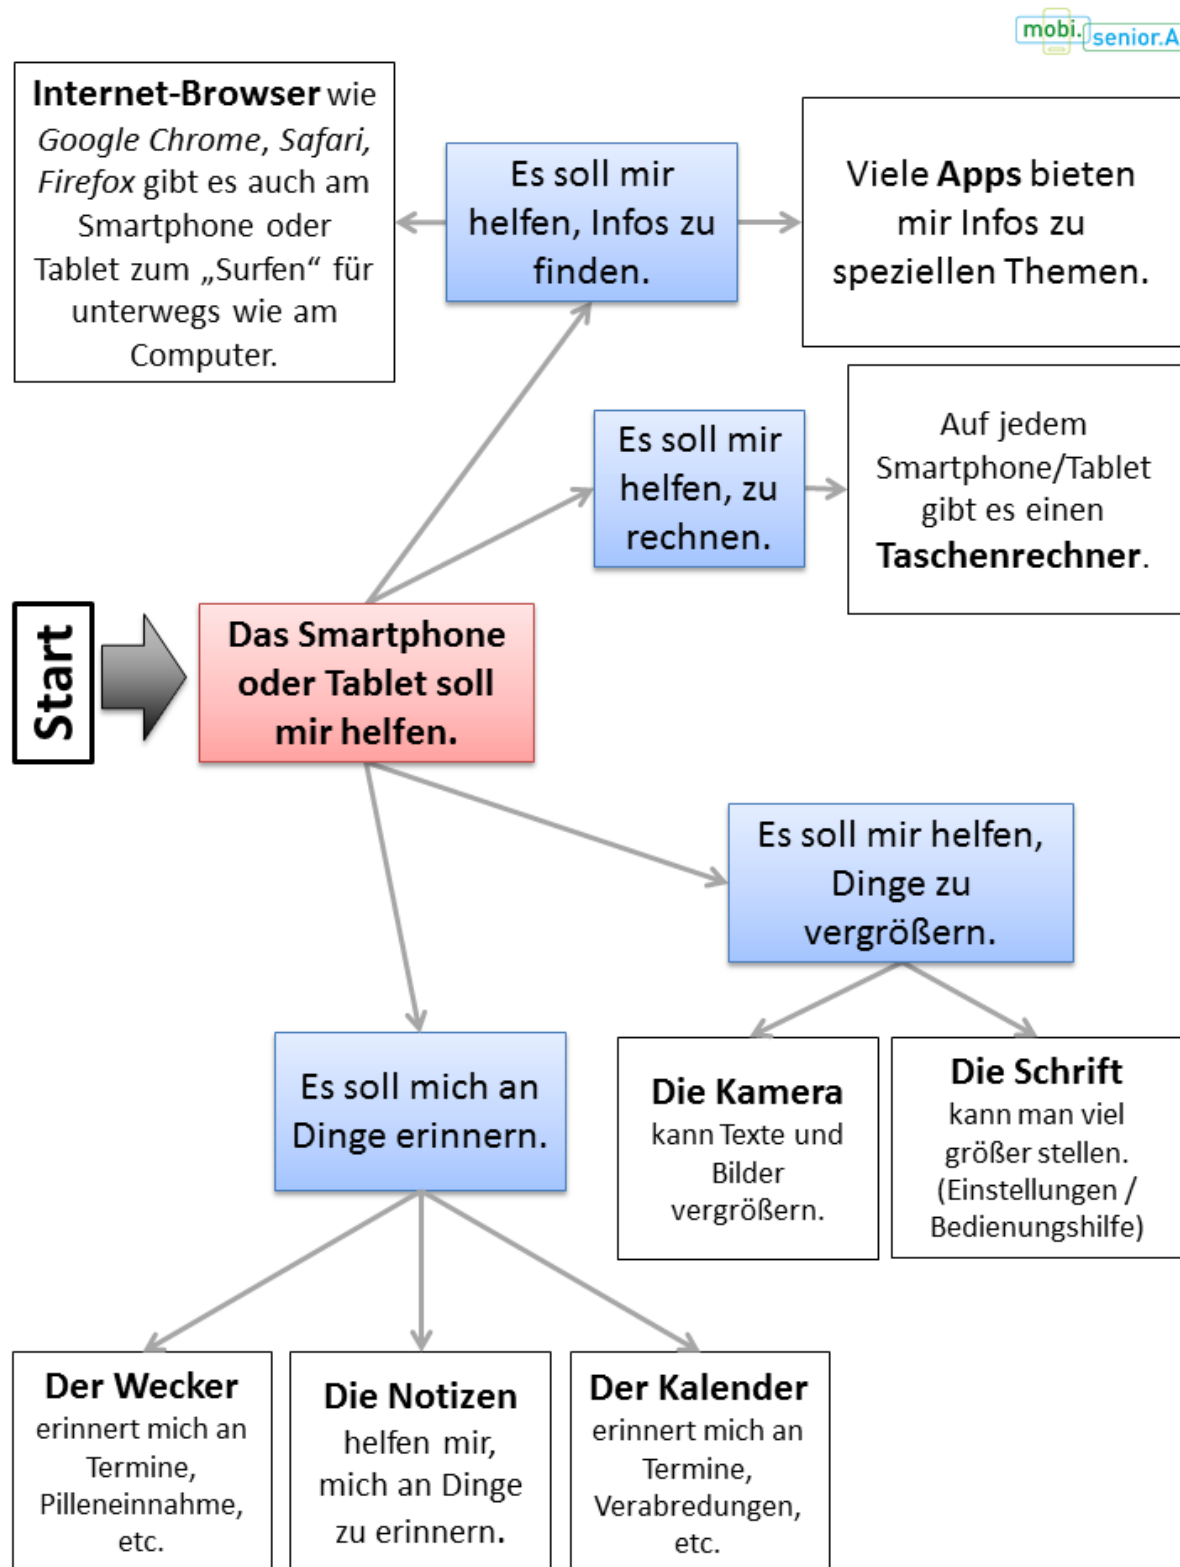 mobi.
senior.A
Internet-Browser wie
Google Chrome, Safari,
Firefox gibt es auch am
Smartphone oder
Tablet zum „Surfen“ für
unterwegs wie am
Computer.
Es soll mir
helfen, Infos zu
finden.
Viele Apps bieten
mir Infos zu
speziellen Themen.
Es soll mir
helfen, zu
rechnen.
Auf jedem
Smartphone/Tablet
gibt es einen
Taschenrechner.
Start
Das Smartphone
oder Tablet soll
mir helfen.
Es soll mir helfen,
Dinge zu
vergrößern.
Die Kamera
kann Texte und
Bilder
vergrößern.
Die Schrift
kann man viel
größer stellen.
(Einstellungen /
Bedienungshilfe)
Es soll mich an
Dinge erinnern.
Der Wecker
erinnert mich an
Termine,
Pilleneinnahme,
etc.
Die Notizen
helfen mir,
mich an Dinge
zu erinnern.
Der Kalender
erinnert mich an
Termine,
Verabredungen,
etc.